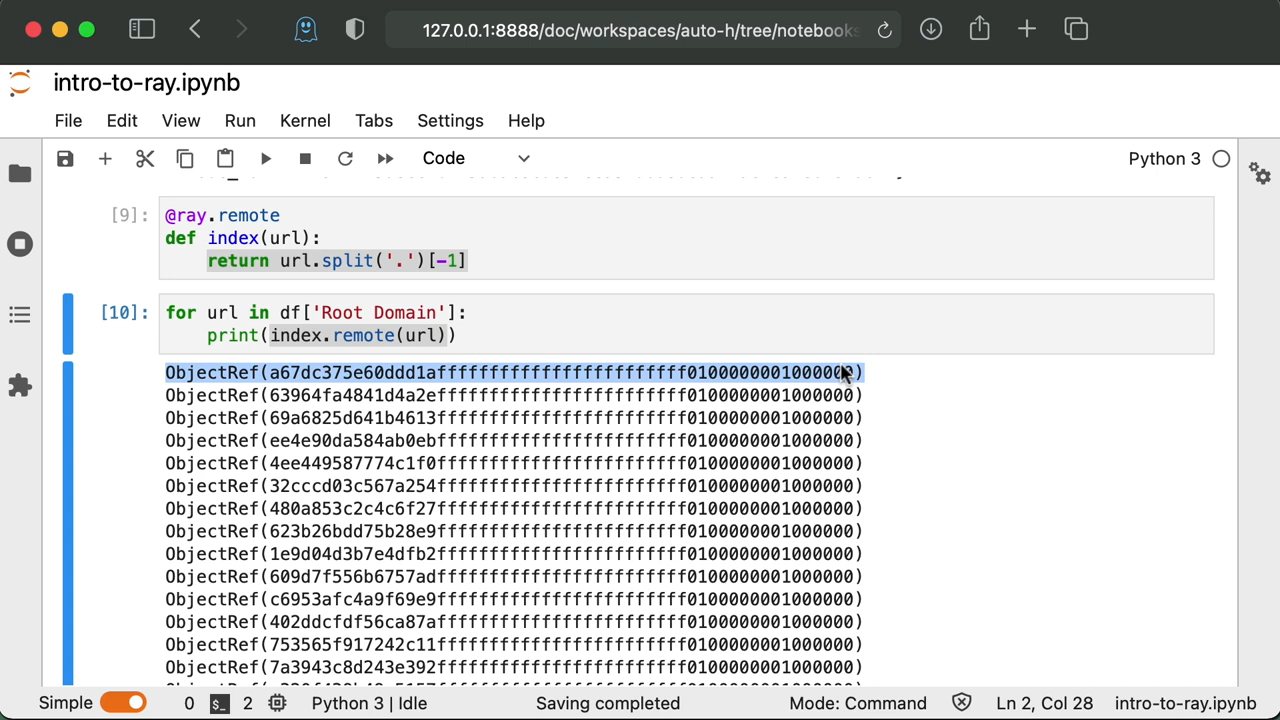 127.0.0.1:8888/doc/workspaces/auto-h/tree/notebooks
intro-to-ray.ipynb
File Edit View Run Kernel Tabs Settings Help
Code
Python 3
[9]:
@ray.remote
def index(url):
return url.split('.')[-1]
[10]:
for url in df['Root Domain']:
print(index.remote(url))
ObjectRef(a67dc375e60ddd1affffffffffffffffffffffff0100000001000000)
ObjectRef(63964fa4841d4a2effffffffffffffffffffffff0100000001000000)
ObjectRef(69a6825d641b4613ffffffffffffffffffffffff0100000001000000)
ObjectRef(ee4e90da584ab0ebffffffffffffffffffffffff0100000001000000)
ObjectRef(4ee449587774c1f0ffffffffffffffffffffffff0100000001000000)
ObjectRef(32cccd03c567a254ffffffffffffffffffffffff0100000001000000)
ObjectRef(480a853c2c4c6f27ffffffffffffffffffffffff0100000001000000)
ObjectRef(623b26bdd75b28e9ffffffffffffffffffffffff0100000001000000)
ObjectRef(1e9d04d3b7e4dfb2ffffffffffffffffffffffff0100000001000000)
ObjectRef(609d7f556b6757adffffffffffffffffffffffff0100000001000000)
ObjectRef(c6953afc4a9f69e9ffffffffffffffffffffffff0100000001000000)
ObjectRef(402ddcfdf56ca87affffffffffffffffffffffff0100000001000000)
ObjectRef(753565f917242c11ffffffffffffffffffffffff0100000001000000)
ObjectRef(7a3943c8d243e392ffffffffffffffffffffffff0100000001000000)
Simple 0 2 Python 3 | Idle Saving completed Mode: Command Ln 2, Col 28 intro-to-ray.ipynb